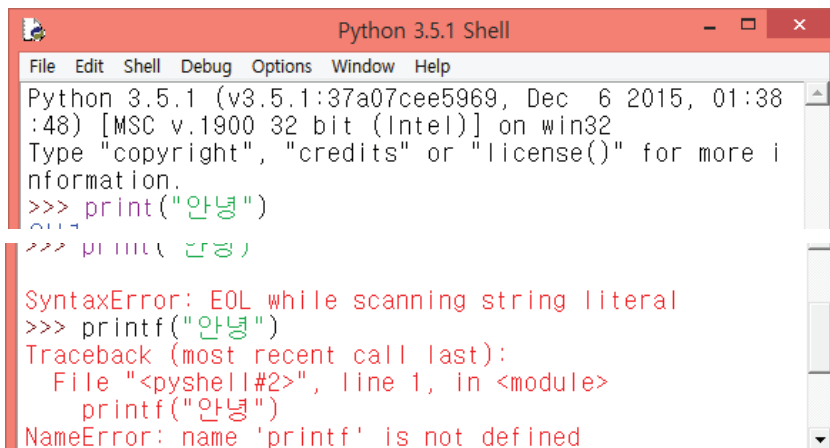 Python 3.5.1 Shell
File Edit Shell Debug Options Window Help
Python 3.5.1 (v3.5.1:37a07cee5969, Dec  6 2015, 01:38
:48) [MSC v.1900 32 bit (Intel)] on win32
Type "copyright", "credits" or "license()" for more i
nformation.
>>> print("안녕")
>>> print(
SyntaxError: EOL while scanning string literal
>>> printf("안녕")
Traceback (most recent call last):
  File "<pyshell#2>", line 1, in <module>
    printf("안녕")
NameError: name 'printf' is not defined